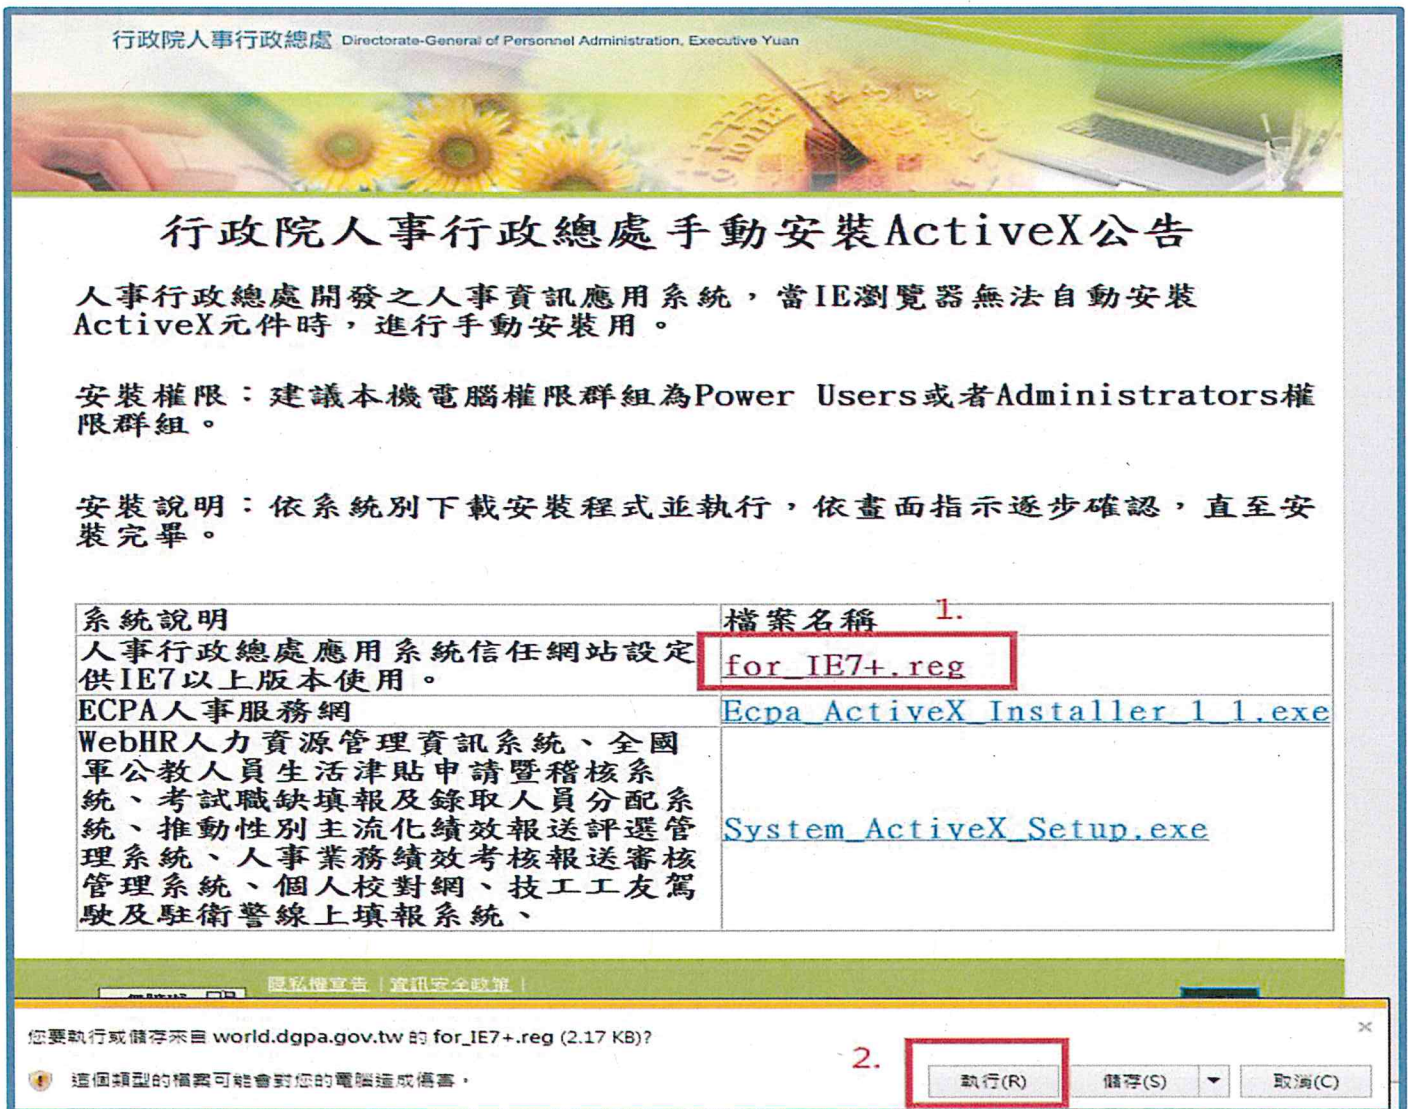 行政院人事行政總處 Directorate-General of Personnel Administration, Executive Yuan
行政院人事行政總處手動安裝ActiveX公告
人事行政總處開發之人事資訊應用系統，當IE瀏覽器無法自動安裝
ActiveX元件時，進行手動安裝用。
安裝權限：建議本機電腦權限群組為Power Users或者Administrators權
限群組。
安裝說明：依系統別下載安裝程式並執行，依畫面指示逐步確認，直至安
裝完畢。
系統說明
檔案名稱
1.
人事行政總處應用系統信任網站設定
供IE7以上版本使用。
for_IE7+.reg
ECPA人事服務網
Ecpa_ActiveX_Installer_1_1.exe
WebHR人力資源管理資訊系統、全國
軍公教人員生活津貼申請暨稽核系
統、考試職缺填報及錄取人員分配系
統、推動性別主流化績效報送評選管
理系統、人事業務績效考核報送審核
管理系統、個人校對網、技工工友駕
駛及駐衛警線上填報系統、
System_ActiveX_Setup.exe
隱私權宣告 | 資訊安全政策 |
您要執行或儲存來自 world.dgpa.gov.tw 的 for_IE7+.reg (2.17 KB)?
這個類型的檔案可能會對您的電腦造成傷害。
2.
執行(R)
儲存(S)
取消(C)